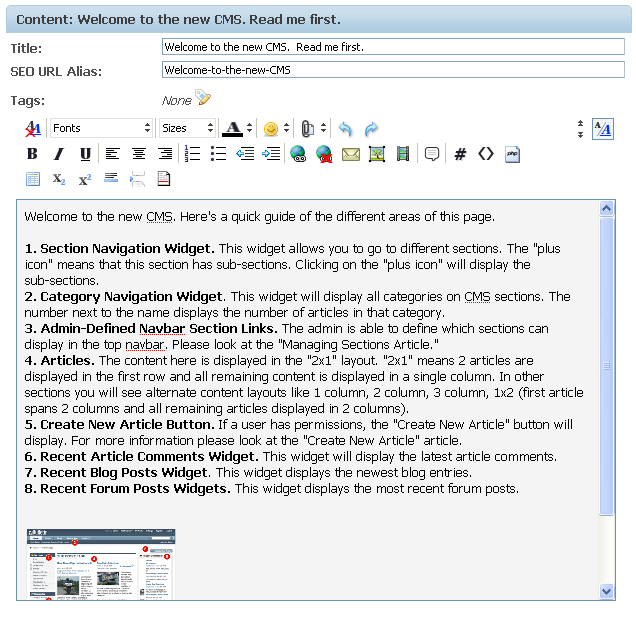 Content: Welcome to the new CMS. Read me first.
Title: Welcome to the new CMS.  Read me first.
SEO URL Alias: Welcome-to-the-new-CMS
Tags: None
Fonts Sizes A A/A
B I U # php
X2 X2
Welcome to the new CMS. Here's a quick guide of the different areas of this page.
1. Section Navigation Widget. This widget allows you to go to different sections. The "plus
icon" means that this section has sub-sections. Clicking on the "plus icon" will display the
sub-sections.
2. Category Navigation Widget. This widget will display all categories on CMS sections. The
number next to the name displays the number of articles in that category.
3. Admin-Defined Navbar Section Links. The admin is able to define which sections can
display in the top navbar. Please look at the "Managing Sections Article."
4. Articles. The content here is displayed in the "2x1" layout. "2x1" means 2 articles are
displayed in the first row and all remaining content is displayed in a single column. In other
sections you will see alternate content layouts like 1 column, 2 column, 3 column, 1x2 (first article
spans 2 columns and all remaining articles displayed in 2 columns).
5. Create New Article Button. If a user has permissions, the "Create New Article" button will
display. For more information please look at the "Create New Article" article.
6. Recent Article Comments Widget. This widget will display the latest article comments.
7. Recent Blog Posts Widget. This widget displays the newest blog entries.
8. Recent Forum Posts Widgets. This widget displays the most recent forum posts.